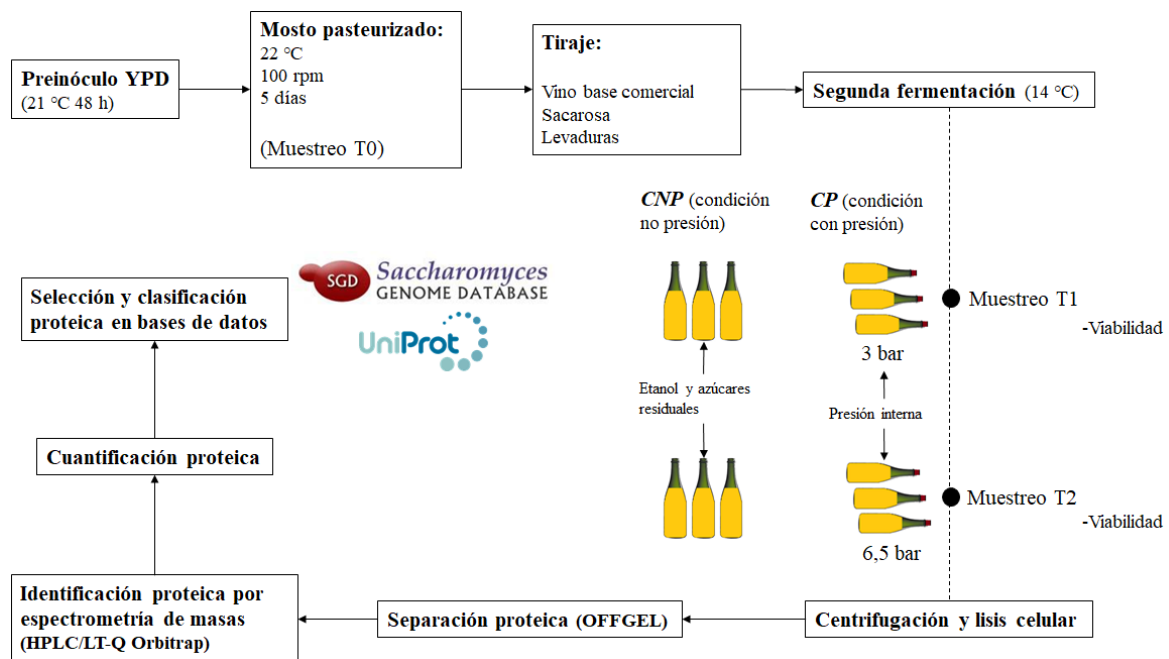 Preinóculo YPD
(21 °C 48 h)
Mosto pasteurizado:
22 °C
100 rpm
5 días
(Muestreo T0)
Tiraje:
Vino base comercial
Sacarosa
Levaduras
Segunda fermentación (14 °C)
CNP (condición
no presión)
CP (condición
con presión)
Muestreo T1
-Viabilidad
3 bar
Etanol y azúcares
residuales
Presión interna
Muestreo T2
-Viabilidad
6,5 bar
Centrifugación y lisis celular
Separación proteica (OFFGEL)
Identificación proteica por
espectrometría de masas
(HPLC/LT-Q Orbitrap)
Cuantificación proteica
Selección y clasificación
proteica en bases de datos
SGD
Saccharomyces
GENOME DATABASE
UniProt